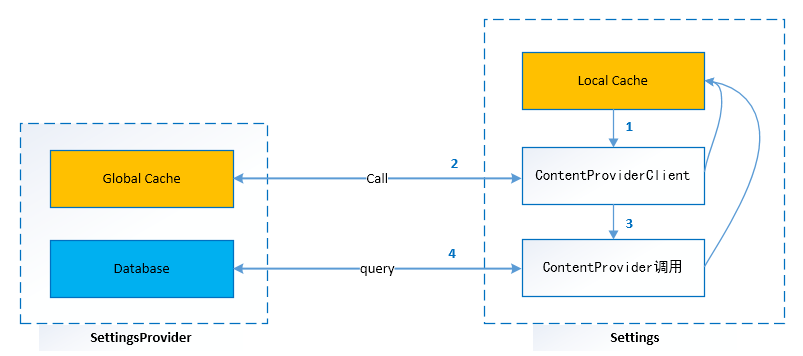 Local Cache
1
Global Cache
Call
2
ContentProviderClient
3
Database
query
4
ContentProvider调用
SettingsProvider
Settings